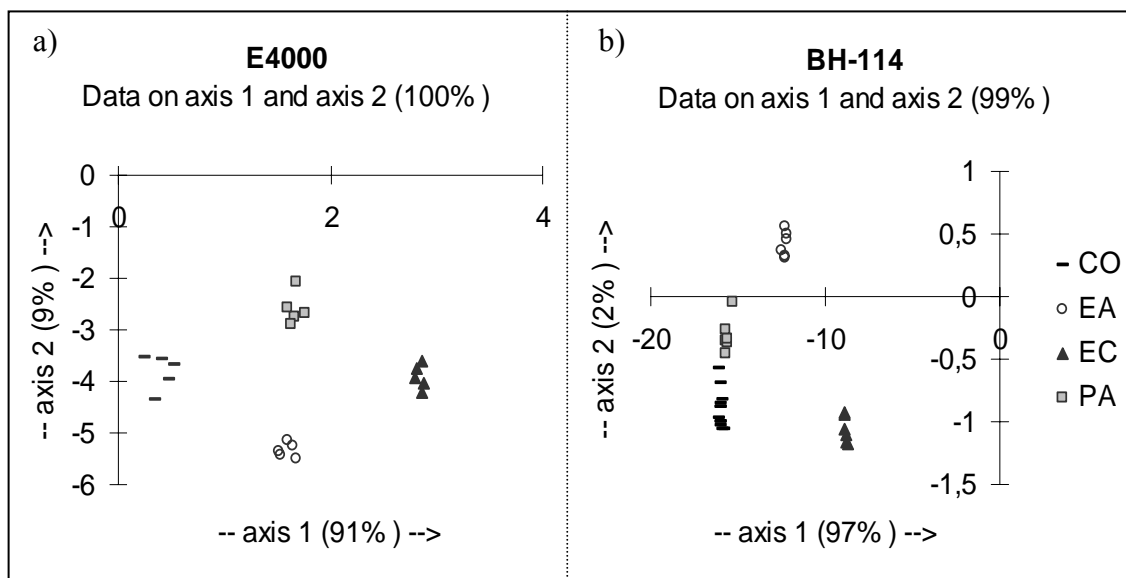 a)
E4000
Data on axis 1 and axis 2 (100% )
0
0 2 4
-1
-2
-3
-4
-5
-6
-- axis 2 (9% ) -->
-- axis 1 (91% ) -->
b)
BH-114
Data on axis 1 and axis 2 (99% )
1
0,5
0
-20 -10 0
-0,5
-1
-1,5
-- axis 2 (2% ) -->
-- axis 1 (97% ) -->
CO
EA
EC
PA